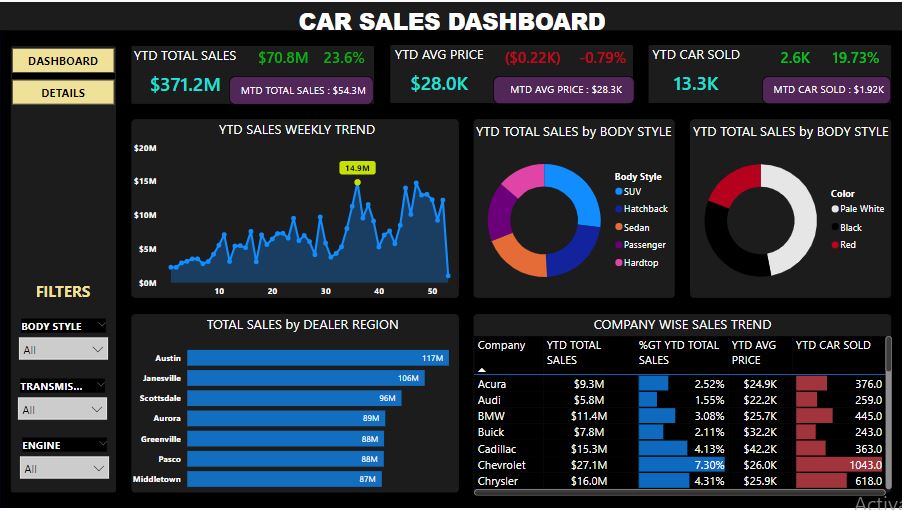 CAR SALES DASHBOARD
DASHBOARD
DETAILS
YTD TOTAL SALES $70.8M 23.6%
$371.2M MTD TOTAL SALES : $54.3M
YTD AVG PRICE ($0.22K) -0.79%
$28.0K MTD AVG PRICE : $28.3K
YTD CAR SOLD 2.6K 19.73%
13.3K MTD CAR SOLD : $1.92K
YTD SALES WEEKLY TREND
$20M
$15M
$10M
$5M
$0M
14.9M
10 20 30 40 50
YTD TOTAL SALES by BODY STYLE
Body Style
SUV
Hatchback
Sedan
Passenger
Hardtop
YTD TOTAL SALES by BODY STYLE
Color
Pale White
Black
Red
FILTERS
BODY STYLE
All
TRANSMIS...
All
ENGINE
All
TOTAL SALES by DEALER REGION
Austin 117M
Janesville 106M
Scottsdale 96M
Aurora 89M
Greenville 88M
Pasco 88M
Middletown 87M
COMPANY WISE SALES TREND
Company YTD TOTAL SALES %GT YTD TOTAL SALES YTD AVG PRICE YTD CAR SOLD
Acura $9.3M 2.52% $24.9K 376.0
Audi $5.8M 1.55% $22.2K 259.0
BMW $11.4M 3.08% $25.7K 445.0
Buick $7.8M 2.11% $32.2K 243.0
Cadillac $15.3M 4.13% $42.2K 363.0
Chevrolet $27.1M 7.30% $26.0K 1043.0
Chrysler $16.0M 4.31% $25.9K 618.0
Activa